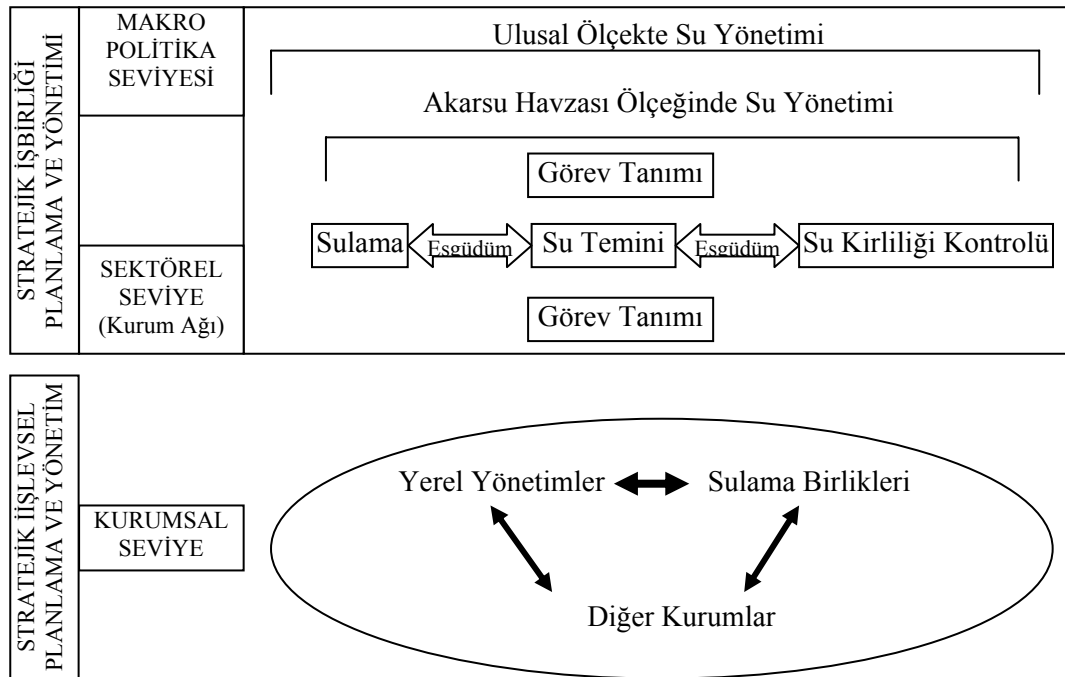 STRATEJİK İŞBİRLİĞİ
PLANLAMA VE YÖNETİMİ
MAKRO
POLİTİKA
SEVİYESİ
Ulusal Ölçekte Su Yönetimi
Akarsu Havzası Ölçeğinde Su Yönetimi
Görev Tanımı
Sulama
Eşgüdüm
Su Temini
Eşgüdüm
Su Kirliliği Kontrolü
SEKTÖREL
SEVİYE
(Kurum Ağı)
Görev Tanımı
STRATEJİK İİŞLEVSEL
PLANLAMA VE YÖNETİM
KURUMSAL
SEVİYE
Yerel Yönetimler
Sulama Birlikleri
Diğer Kurumlar